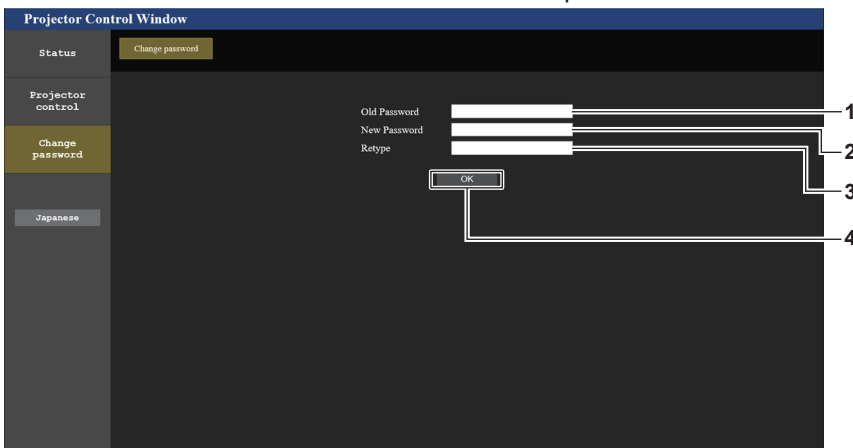 Projector Control Window
Status
Change password
Projector
control
Change
password
Japanese
Old Password
New Password
Retype
OK
1
2
3
4